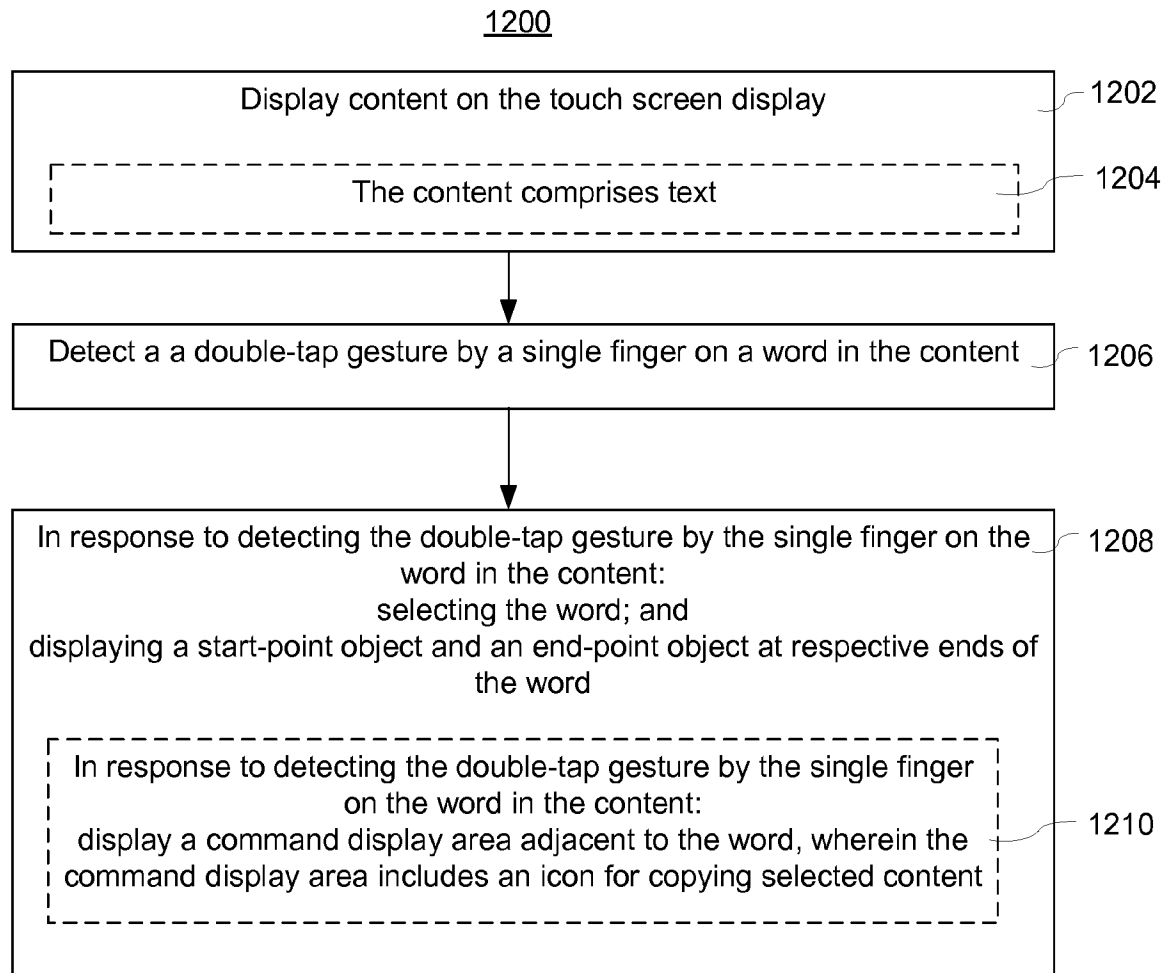 1200
Display content on the touch screen display
1202
The content comprises text
1204
Detect a a double-tap gesture by a single finger on a word in the content
1206
In response to detecting the double-tap gesture by the single finger on the
word in the content:
selecting the word; and
displaying a start-point object and an end-point object at respective ends of
the word
1208
In response to detecting the double-tap gesture by the single finger
on the word in the content:
display a command display area adjacent to the word, wherein the
command display area includes an icon for copying selected content
1210